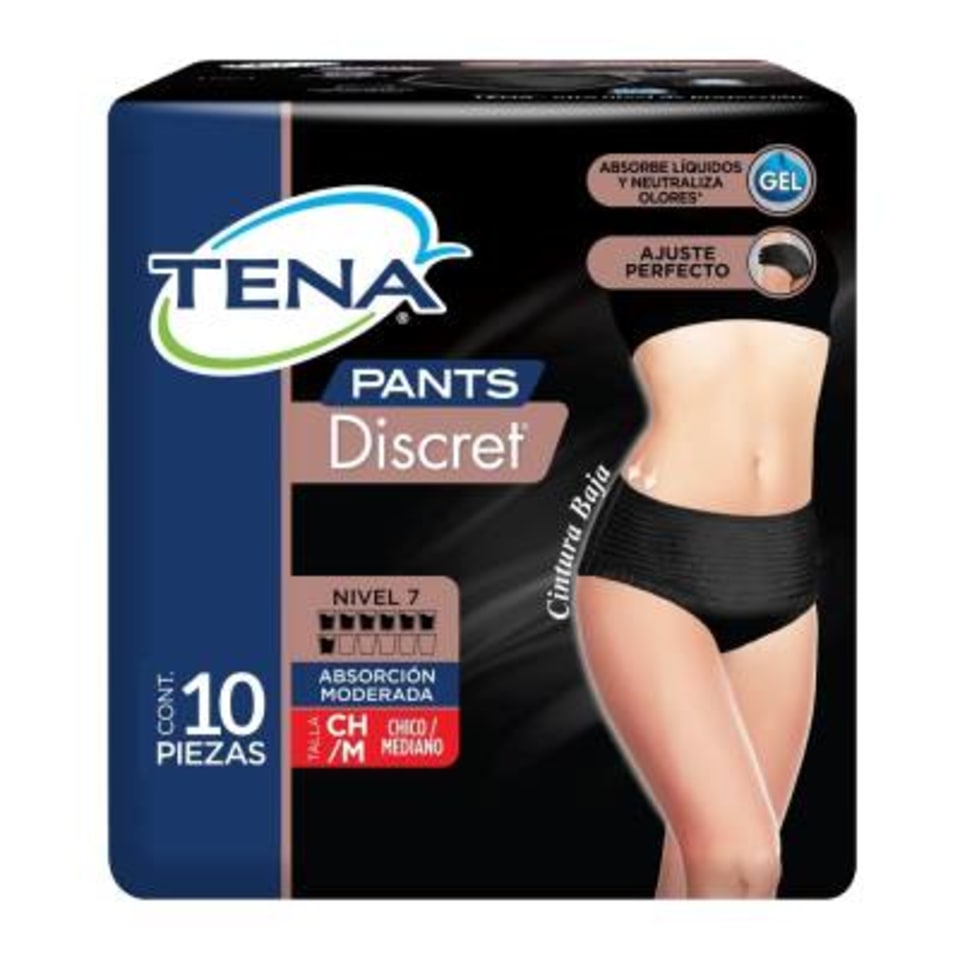 TENA®
PANTS
Discret
ABSORBE LÍQUIDOS
Y NEUTRALIZA
OLORES*
GEL
AJUSTE
PERFECTO
Cintura Baja
NIVEL 7
ABSORCIÓN
MODERADA
TALLA
CH
/M
CHICO/
MEDIANO
CONT.
10
PIEZAS